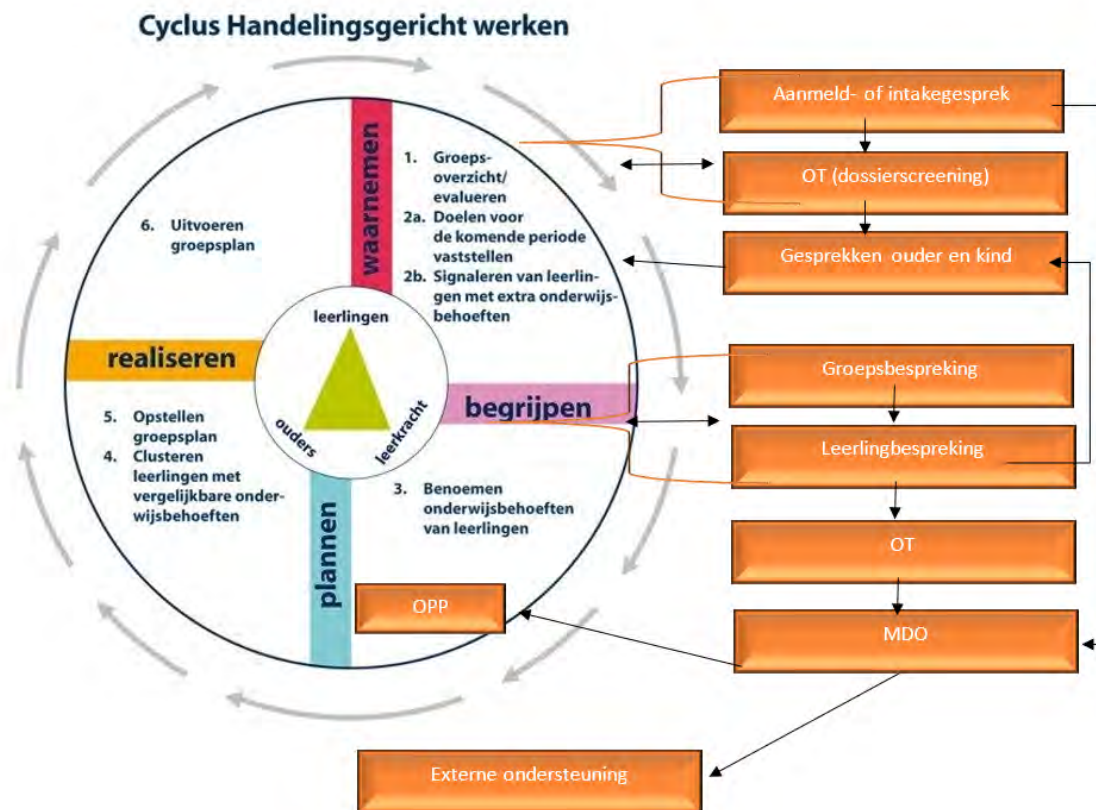 Cyclus Handelingsgericht werken
waarnemen
1. Groeps-
overzicht/
evalueren
2a. Doelen voor
de komende periode
vaststellen
2b. Signaleren van leerlin-
gen met extra onderwijs-
behoeften
begrijpen
3. Benoemen
onderwijsbehoeften
van leerlingen
OPP
plannen
5. Opstellen
groepsplan
4. Clusteren
leerlingen met
vergelijkbare onder-
wijsbehoeften
realiseren
6. Uitvoeren
groepsplan
leerlingen
ouders
leerkracht
Aanmeld- of intakegesprek
OT (dossierscreening)
Gesprekken ouder en kind
Groepsbespreking
Leerlingbespreking
OT
MDO
Externe ondersteuning